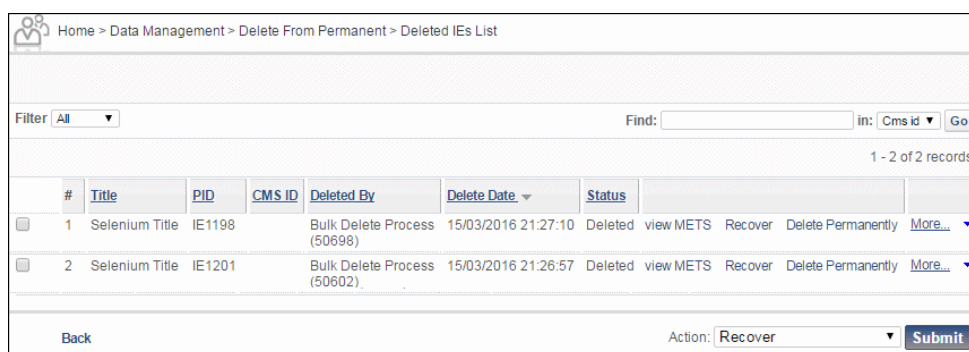 Home > Data Management > Delete From Permanent > Deleted IEs List
Filter All Find: in: Cms id Go
1 - 2 of 2 records
# Title PID CMS ID Deleted By Delete Date Status
1 Selenium Title IE1198 Bulk Delete Process 15/03/2016 21:27:10 Deleted view METS Recover Delete Permanently More...
(50698)
2 Selenium Title IE1201 Bulk Delete Process 15/03/2016 21:26:57 Deleted view METS Recover Delete Permanently More...
(50602)
Back Action: Recover Submit